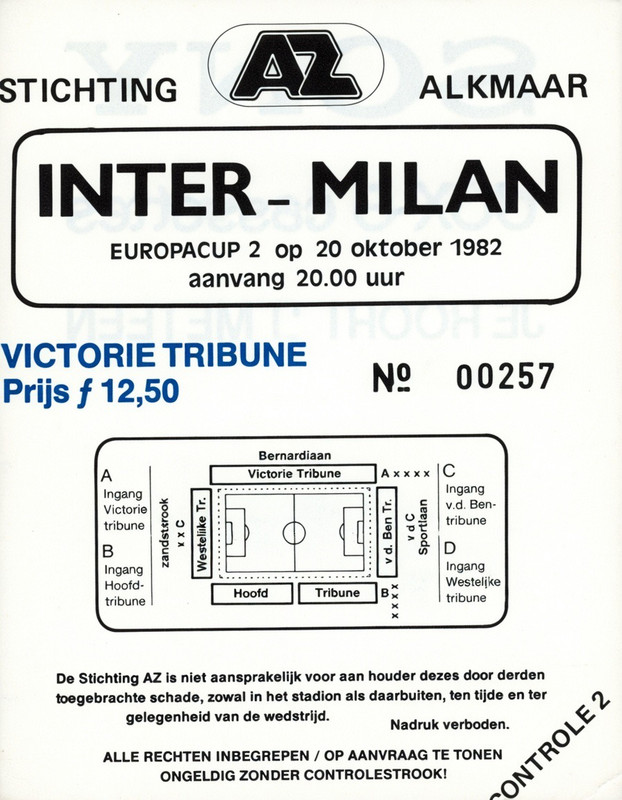 STICHTING AZ ALKMAAR
INTER - MILAN
EUROPACUP 2 op 20 oktober 1982
aanvang 20.00 uur
VICTORIE TRIBUNE
Prijs ƒ 12,50
Nº 00257
Bernardlaan
Victorie Tribune
A x x x x
A
Ingang
Victorie
tribune
B
Ingang
Hoofd-
tribune
zandstsrook
x x C
Westelijke Tr.
v.d. Ben Tr.
v d C
Sportlaan
C
Ingang
v.d. Ben-
tribune
D
Ingang
Westelijke
tribune
Hoofd
Tribune
B x x x x
De Stichting AZ is niet aansprakelijk voor aan houder dezes door derden
toegebrachte schade, zowal in het stadion als daarbuiten, ten tijde en ter
gelegenheid van de wedstrijd.
Nadruk verboden.
ALLE RECHTEN INBEGREPEN / OP AANVRAAG TE TONEN
ONGELDIG ZONDER CONTROLESTROOK!
CONTROLE 2